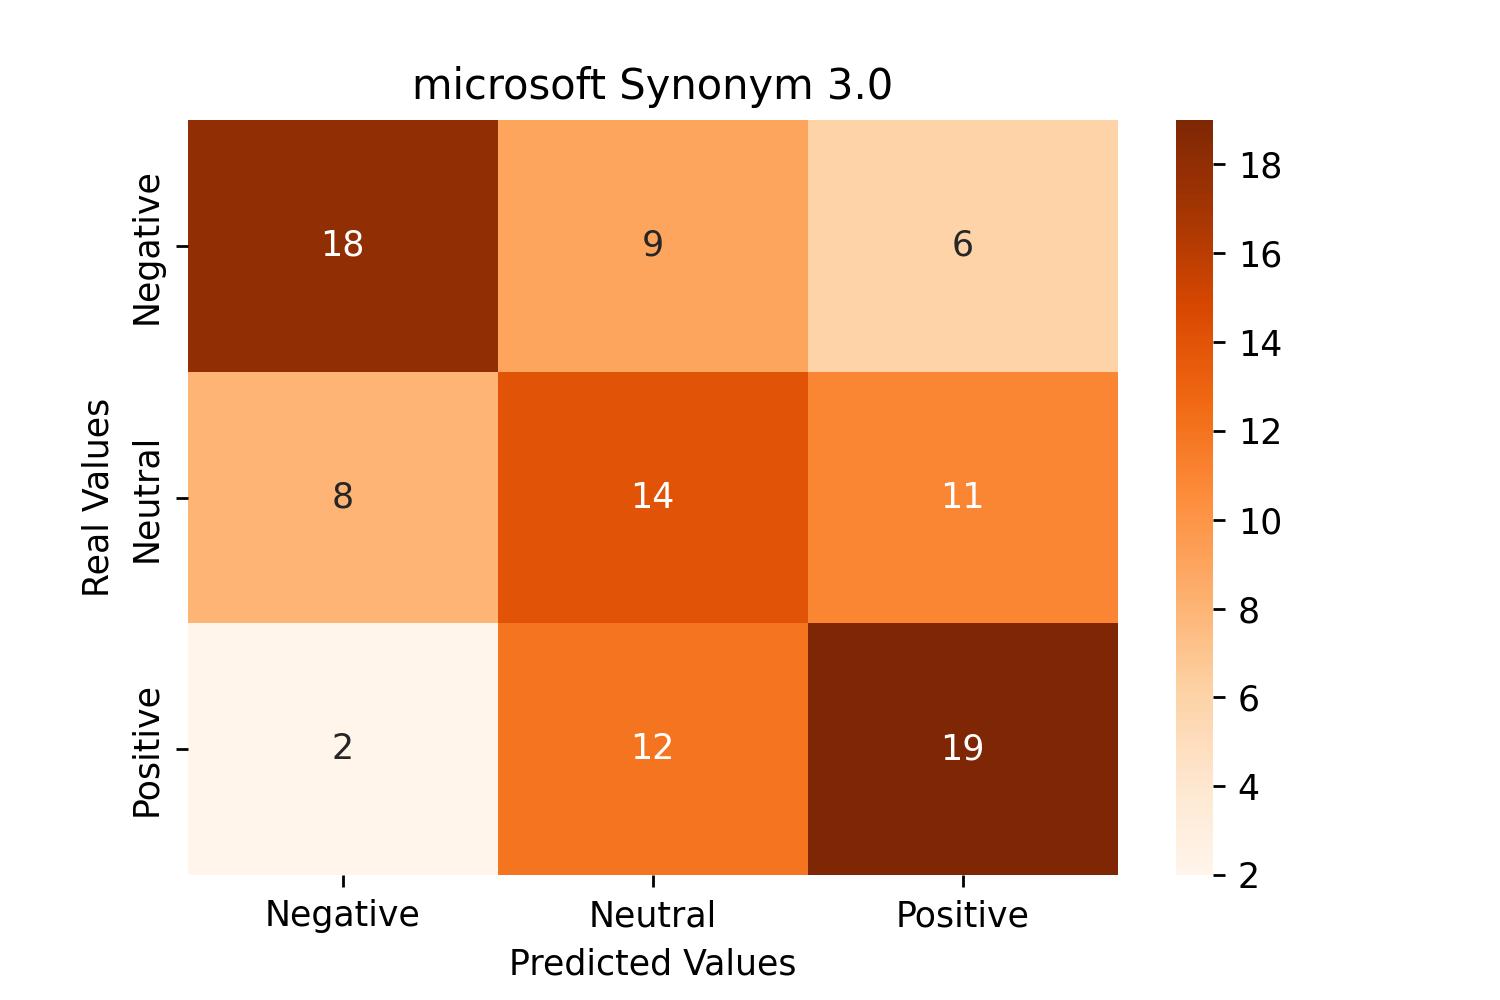 microsoft Synonym 3.0
Real Values
Negative
18 9 6
Neutral
8 14 11
Positive
2 12 19
Negative Neutral Positive
Predicted Values
18
16
14
12
10
8
6
4
2